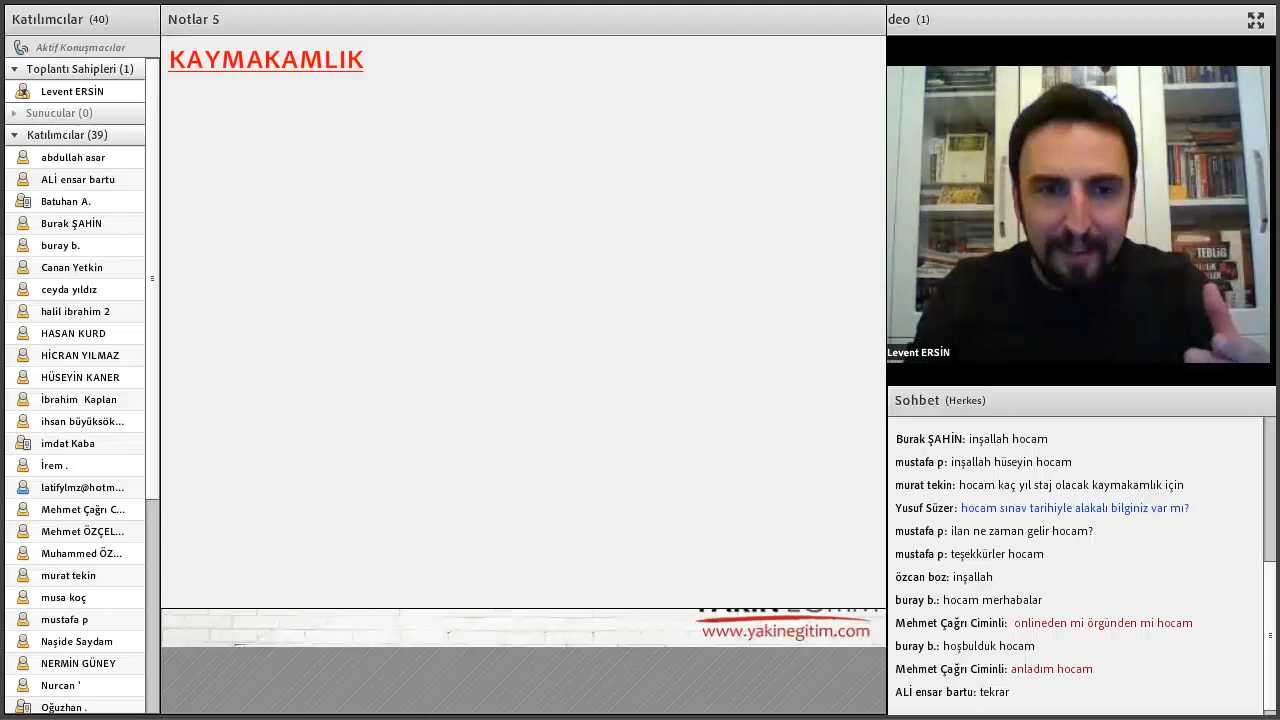 Katılımcılar (40)
Aktif Konuşmacılar
Toplantı Sahipleri (1)
Levent ERSİN
Sunucular (0)
Katılımcılar (39)
abdullah asar
ALİ ensar bartu
Batuhan A.
Burak ŞAHİN
buray b.
Canan Yetkin
ceyda yıldız
halil ibrahim 2
HASAN KURD
HİCRAN YILMAZ
HÜSEYİN KANER
İbrahim Kaplan
ihsan büyüksök...
imdat Kaba
İrem .
latifylmz@hotm...
Mehmet Çağrı C...
Mehmet ÖZÇEL...
Muhammed ÖZ...
murat tekin
musa koç
mustafa p
Naşide Saydam
NERMİN GÜNEY
Nurcan '
Oğuzhan .
Notlar 5
KAYMAKAMLIK
YAKIN EĞİTİM
www.yakinegitim.com
deo (1)
TEBLİĞ
Levent ERSİN
Sohbet (Herkes)
Burak ŞAHİN: inşallah hocam
mustafa p: inşallah hüseyin hocam
murat tekin: hocam kaç yıl staj olacak kaymakamlık için
Yusuf Süzer: hocam sınav tarihiyle alakalı bilginiz var mı?
mustafa p: ilan ne zaman gelir hocam?
mustafa p: teşekkürler hocam
özcan boz: inşallah
buray b.: hocam merhabalar
Mehmet Çağrı Ciminli: onlineden mi örgünden mi hocam
buray b.: hoşbulduk hocam
Mehmet Çağrı Ciminli: anladım hocam
ALİ ensar bartu: tekrar